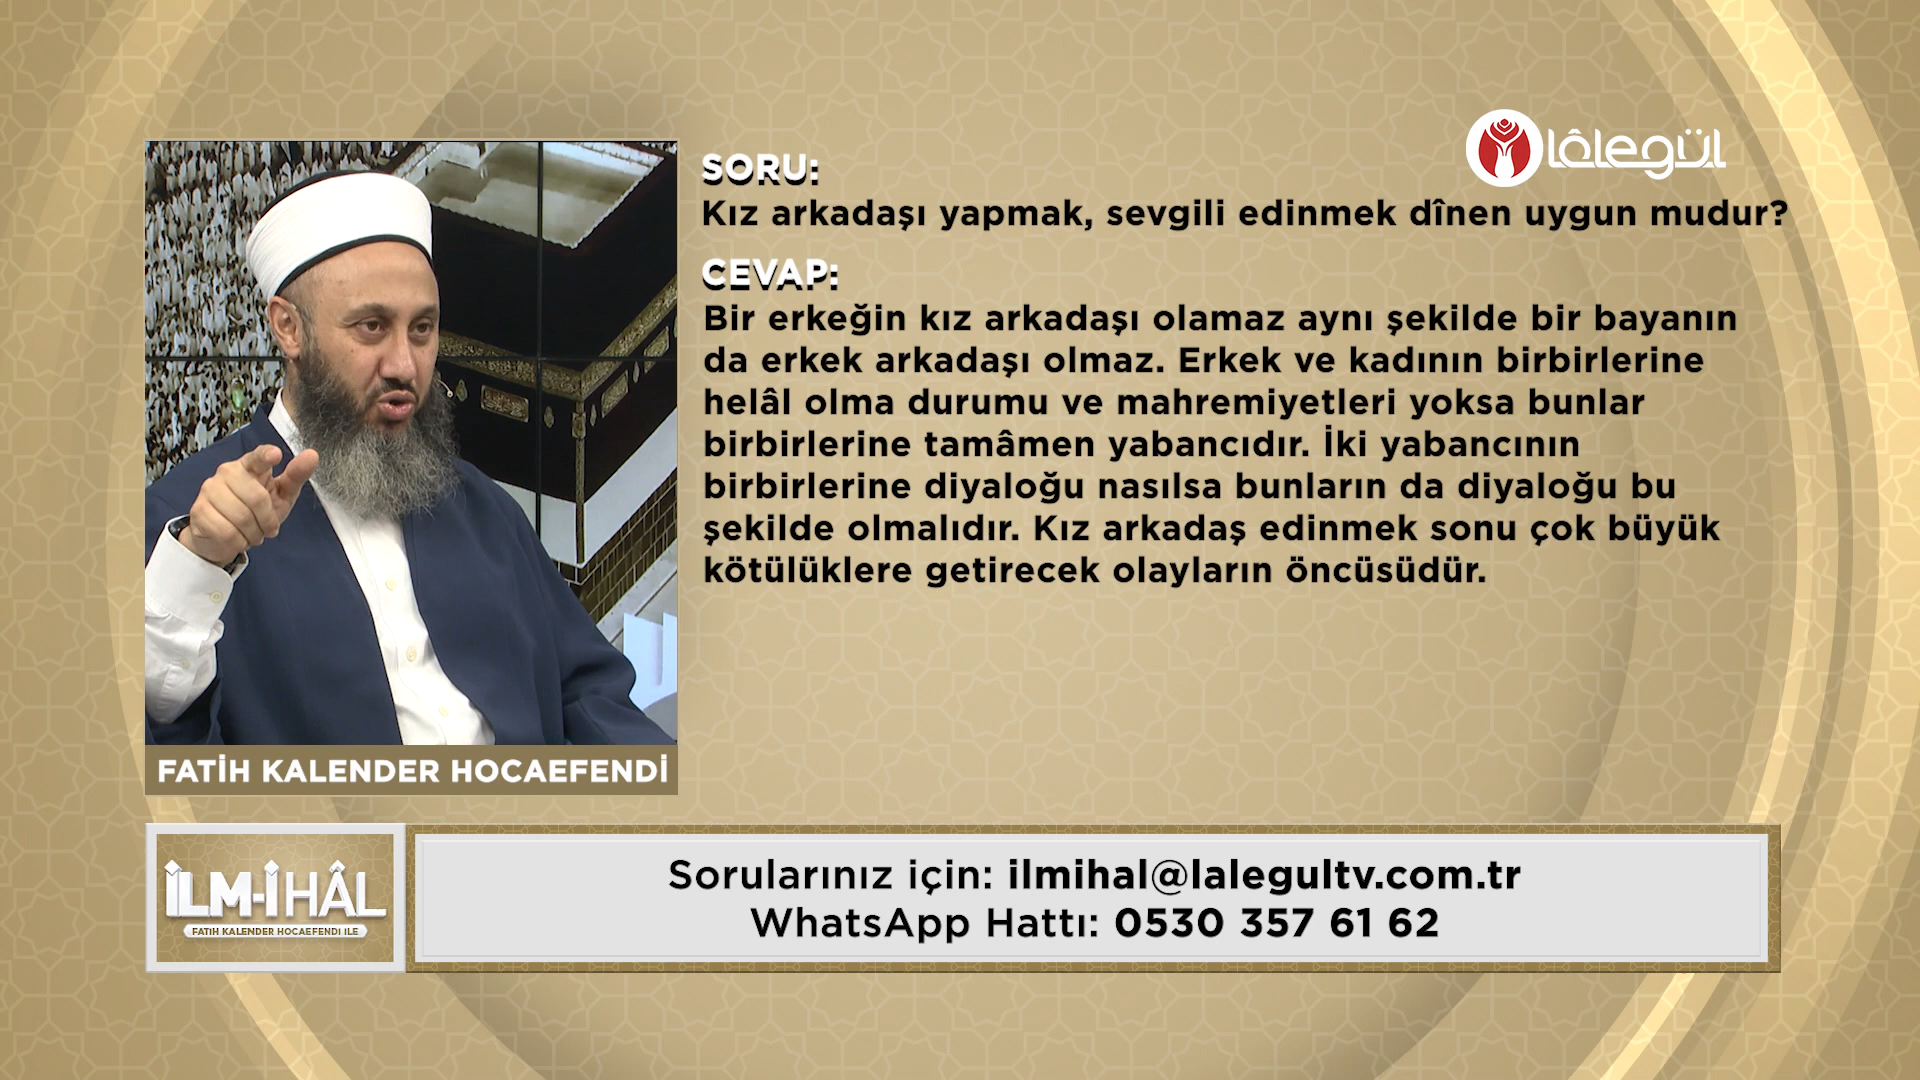 lâlegül
SORU:
Kız arkadaşı yapmak, sevgili edinmek dînen uygun mudur?
CEVAP:
Bir erkeğin kız arkadaşı olamaz aynı şekilde bir bayanın
da erkek arkadaşı olmaz. Erkek ve kadının birbirlerine
helâl olma durumu ve mahremiyetleri yoksa bunlar
birbirlerine tamâmen yabancıdır. İki yabancının
birbirlerine diyaloğu nasılsa bunların da diyaloğu bu
şekilde olmalıdır. Kız arkadaş edinmek sonu çok büyük
kötülüklere getirecek olayların öncüsüdür.
FATİH KALENDER HOCAEFENDİ
İLM-İHÂL
FATİH KALENDER HOCAEFENDİ İLE
Sorularınız için: ilmihal@lalegultv.com.tr
WhatsApp Hattı: 0530 357 61 62